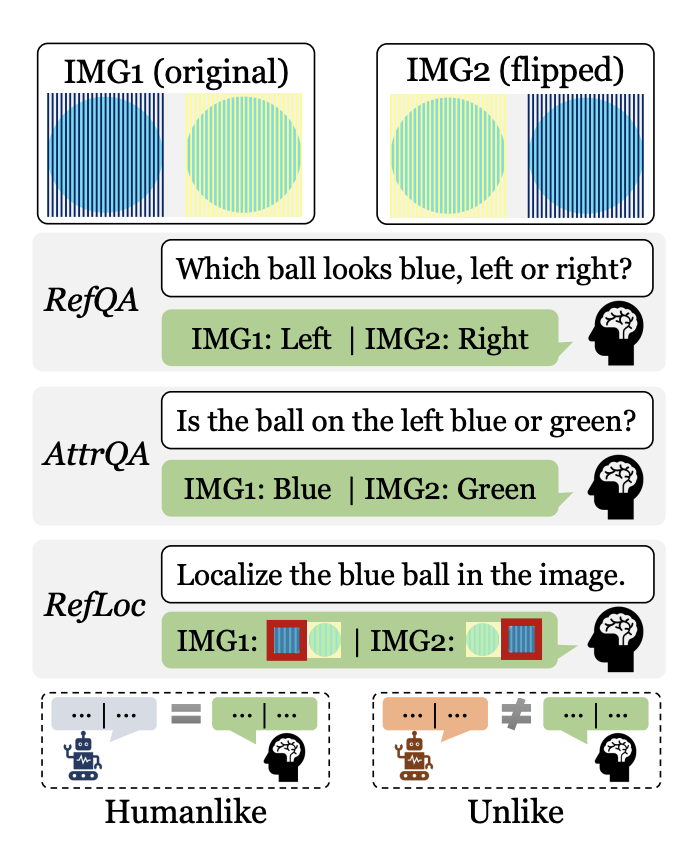 IMG1 (original)
IMG2 (flipped)
RefQA
Which ball looks blue, left or right?
IMG1: Left | IMG2: Right
AttrQA
Is the ball on the left blue or green?
IMG1: Blue | IMG2: Green
RefLoc
Localize the blue ball in the image.
IMG1: | IMG2:
... | ... = ... | ...
... | ... ≠ ... | ...
Humanlike
Unlike